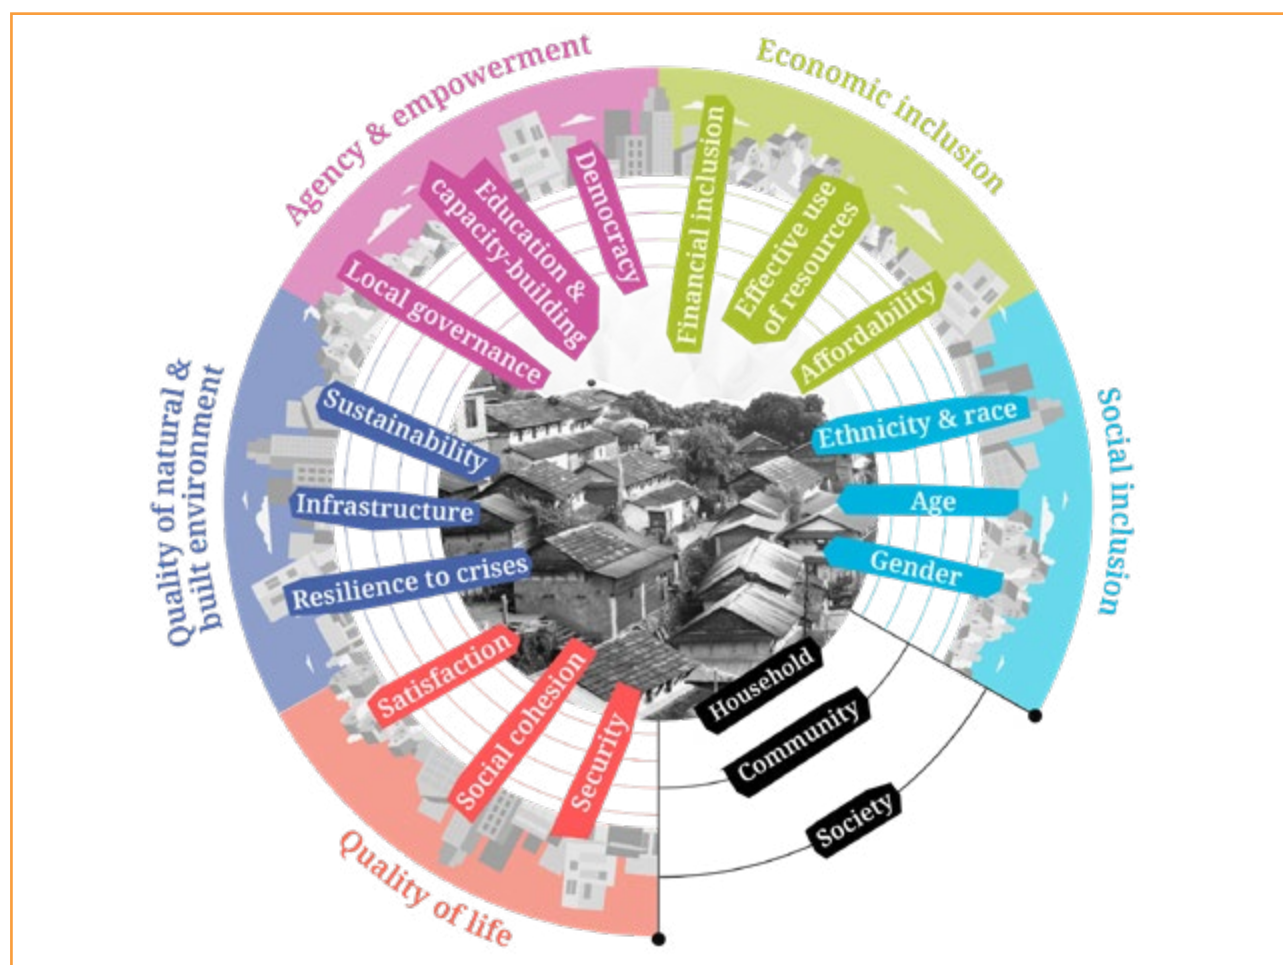 Agency & empowerment
Democracy
Education &
capacity-building
Local governance
Economic inclusion
Financial inclusion
Effective use
of resources
Affordability
Social inclusion
Ethnicity & race
Age
Gender
Quality of natural &
built environment
Sustainability
Infrastructure
Resilience to crises
Quality of life
Satisfaction
Social cohesion
Security
Household
Community
Society